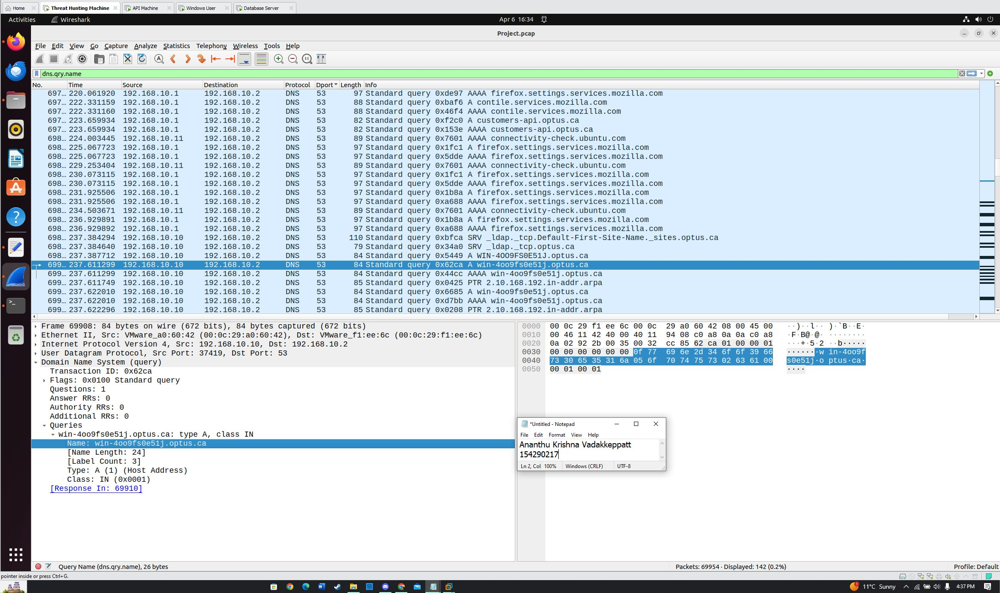 Home
Threat Hunting Machine
API Machine
Windows User
Database Server
Activities
Wireshark
Apr 6 16:34
Project.pcap
File Edit View Go Capture Analyze Statistics Telephony Wireless Tools Help
dns.qry.name
No. Time Source Destination Protocol Dport Length Info
697… 220.061920 192.168.10.1 192.168.10.2 DNS 53 97 Standard query 0xde97 AAAA firefox.settings.services.mozilla.com
697… 222.331159 192.168.10.1 192.168.10.2 DNS 53 88 Standard query 0xbaf6 A contile.services.mozilla.com
697… 222.331160 192.168.10.1 192.168.10.2 DNS 53 88 Standard query 0x46f4 AAAA contile.services.mozilla.com
697… 223.659934 192.168.10.1 192.168.10.2 DNS 53 82 Standard query 0xf2c0 A customers-api.optus.ca
697… 223.659934 192.168.10.1 192.168.10.2 DNS 53 82 Standard query 0x153e AAAA customers-api.optus.ca
698… 224.003445 192.168.10.11 192.168.10.2 DNS 53 89 Standard query 0x7601 AAAA connectivity-check.ubuntu.com
698… 225.067723 192.168.10.1 192.168.10.2 DNS 53 97 Standard query 0x1fc1 A firefox.settings.services.mozilla.com
698… 225.067723 192.168.10.1 192.168.10.2 DNS 53 97 Standard query 0x5dde AAAA firefox.settings.services.mozilla.com
698… 229.253404 192.168.10.11 192.168.10.2 DNS 53 89 Standard query 0x7601 AAAA connectivity-check.ubuntu.com
698… 230.073115 192.168.10.1 192.168.10.2 DNS 53 97 Standard query 0x1fc1 A firefox.settings.services.mozilla.com
698… 230.073115 192.168.10.1 192.168.10.2 DNS 53 97 Standard query 0x5dde AAAA firefox.settings.services.mozilla.com
698… 231.925506 192.168.10.1 192.168.10.2 DNS 53 97 Standard query 0x1b8a A firefox.settings.services.mozilla.com
698… 231.925506 192.168.10.1 192.168.10.2 DNS 53 97 Standard query 0xa688 AAAA firefox.settings.services.mozilla.com
698… 234.503671 192.168.10.11 192.168.10.2 DNS 53 89 Standard query 0x7601 AAAA connectivity-check.ubuntu.com
698… 236.929891 192.168.10.1 192.168.10.2 DNS 53 97 Standard query 0x1b8a A firefox.settings.services.mozilla.com
698… 236.929892 192.168.10.1 192.168.10.2 DNS 53 97 Standard query 0xa688 AAAA firefox.settings.services.mozilla.com
698… 237.384294 192.168.10.10 192.168.10.2 DNS 53 110 Standard query 0xbfca SRV _ldap._tcp.Default-First-Site-Name._sites.optus.ca
698… 237.384640 192.168.10.10 192.168.10.2 DNS 53 79 Standard query 0x34a0 SRV _ldap._tcp.optus.ca
698… 237.387712 192.168.10.10 192.168.10.2 DNS 53 84 Standard query 0x5449 A WIN-4OO9FS0E51J.optus.ca
699… 237.611299 192.168.10.10 192.168.10.2 DNS 53 84 Standard query 0x62ca A win-4oo9fs0e51j.optus.ca
699… 237.611299 192.168.10.10 192.168.10.2 DNS 53 84 Standard query 0x44cc AAAA win-4oo9fs0e51j.optus.ca
699… 237.611749 192.168.10.10 192.168.10.2 DNS 53 85 Standard query 0x0425 PTR 2.10.168.192.in-addr.arpa
699… 237.622010 192.168.10.10 192.168.10.2 DNS 53 84 Standard query 0x6685 A win-4oo9fs0e51j.optus.ca
699… 237.622010 192.168.10.10 192.168.10.2 DNS 53 84 Standard query 0xd7bb AAAA win-4oo9fs0e51j.optus.ca
699… 237.622296 192.168.10.10 192.168.10.2 DNS 53 85 Standard query 0x0208 PTR 2.10.168.192.in-addr.arpa
Frame 69908: 84 bytes on wire (672 bits), 84 bytes captured (672 bits)
Ethernet II, Src: VMware_a0:60:42 (00:0c:29:a0:60:42), Dst: VMware_f1:ee:6c (00:0c:29:f1:ee:6c)
Internet Protocol Version 4, Src: 192.168.10.10, Dst: 192.168.10.2
User Datagram Protocol, Src Port: 37419, Dst Port: 53
Domain Name System (query)
Transaction ID: 0x62ca
Flags: 0x0100 Standard query
Questions: 1
Answer RRs: 0
Authority RRs: 0
Additional RRs: 0
Queries
win-4oo9fs0e51j.optus.ca: type A, class IN
Name: win-4oo9fs0e51j.optus.ca
[Name Length: 24]
[Label Count: 3]
Type: A (1) (Host Address)
Class: IN (0x0001)
[Response In: 69910]
0000 00 0c 29 f1 ee 6c 00 0c 29 a0 60 42 08 00 45 00 ··)··l·· )·`B··E·
0010 00 46 11 42 40 00 40 11 94 08 c0 a8 0a 0a c0 a8 ·F·B@·@· ········
0020 0a 02 92 2b 00 35 00 32 cc 85 62 ca 01 00 00 01 ···+·5·2 ··b·····
0030 00 00 00 00 00 00 0f 77 69 6e 2d 34 6f 6f 39 66 ·······w in-4oo9f
0040 73 30 65 35 31 6a 05 6f 70 74 75 73 02 63 61 00 s0e51j·o ptus·ca·
0050 00 01 00 01 ····
*Untitled - Notepad
File Edit Format View Help
Ananthu Krishna Vadakkeppatt
154290217
Ln 2, Col 100% Windows (CRLF) UTF-8
Query Name (dns.qry.name), 26 bytes
Packets: 69954 · Displayed: 142 (0.2%)
Profile: Default
pointer inside or press Ctrl+G.
11°C Sunny
4:37 PM